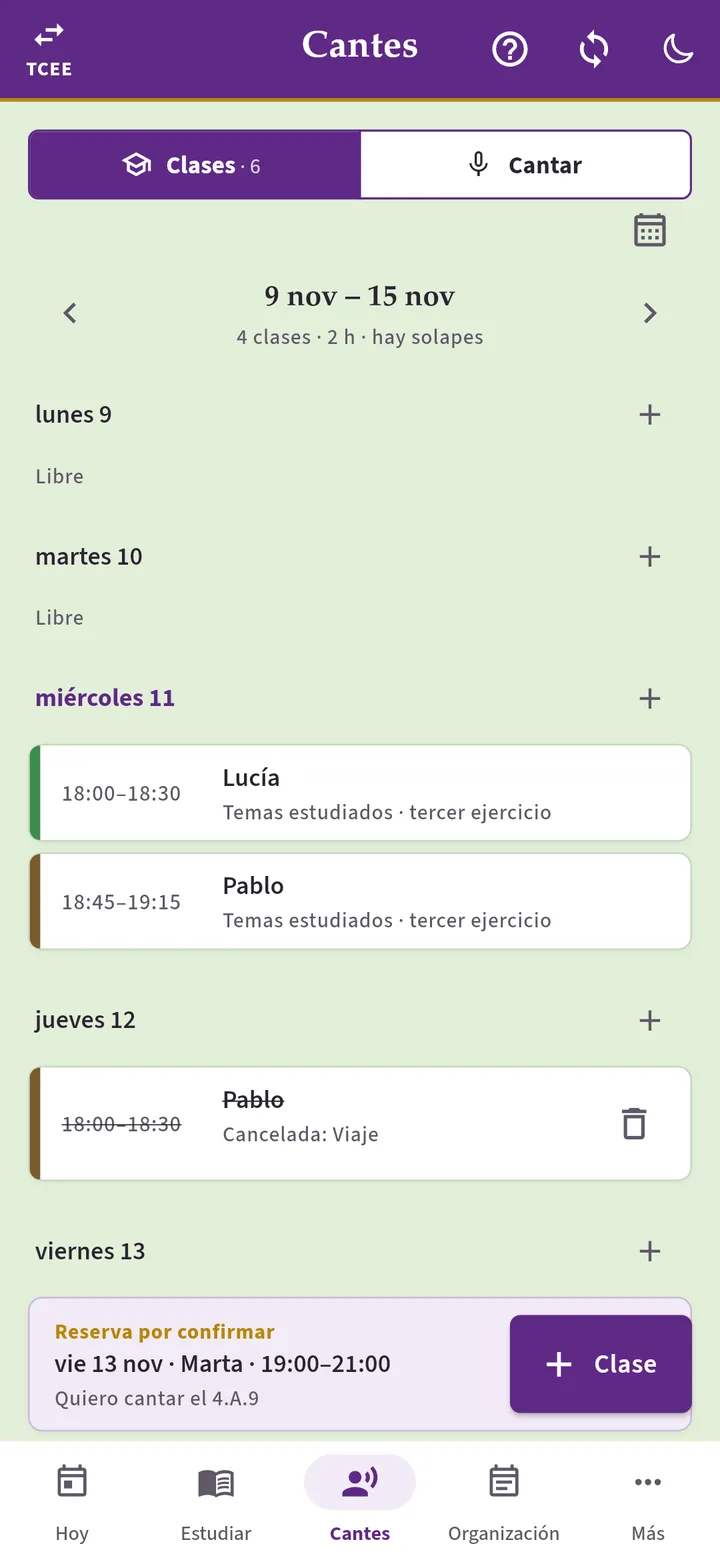 TCEE
Cantes
Clases · 6
Cantar
9 nov – 15 nov
4 clases · 2 h · hay solapes
lunes 9
Libre
martes 10
Libre
miércoles 11
18:00–18:30
Lucía
Temas estudiados · tercer ejercicio
18:45–19:15
Pablo
Temas estudiados · tercer ejercicio
jueves 12
18:00–18:30
Pablo
Cancelada: Viaje
viernes 13
Reserva por confirmar
vie 13 nov · Marta · 19:00–21:00
Quiero cantar el 4.A.9
Clase
Hoy
Estudiar
Cantes
Organización
Más